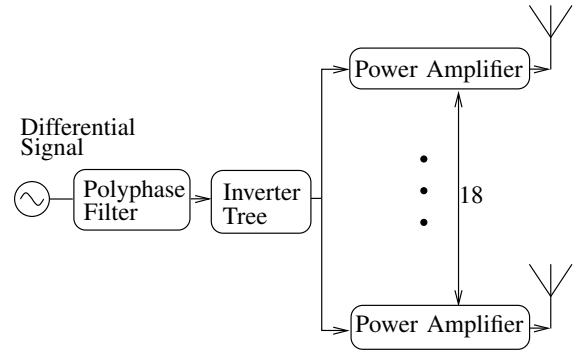 Differential
Signal
Polyphase
Filter
Inverter
Tree
Power Amplifier
18
Power Amplifier